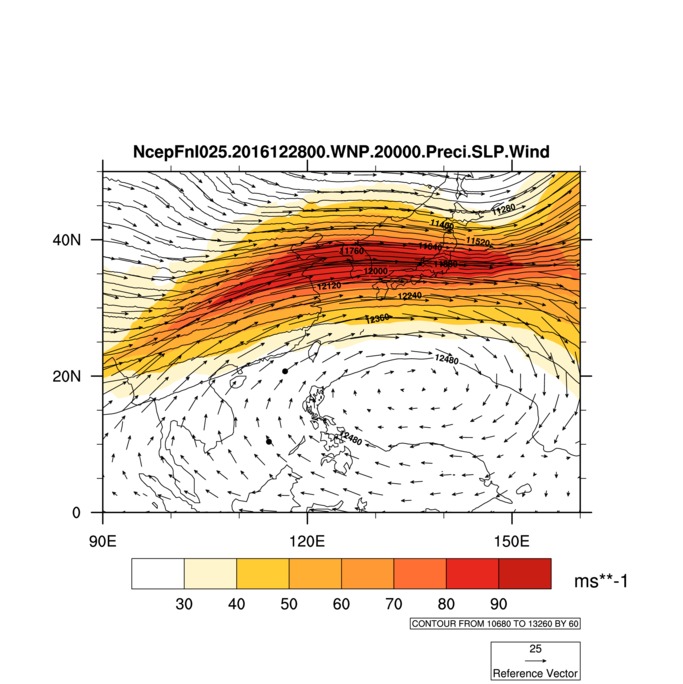 NcepFnl025.2016122800.WNP.20000.Preci.SLP.Wind
11280
11400
40N
11520
11640
11760
12000
12120
12240
12360
12480
20N
12480
0
90E
120E
150E
ms**-1
30 40 50 60 70 80 90
CONTOUR FROM 10680 TO 13260 BY 60
25
Reference Vector